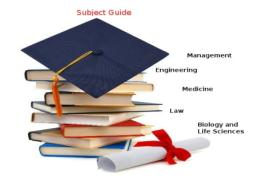 Subject Guide
Management
Engineering
Medicine
Law
Biology and
Life Sciences